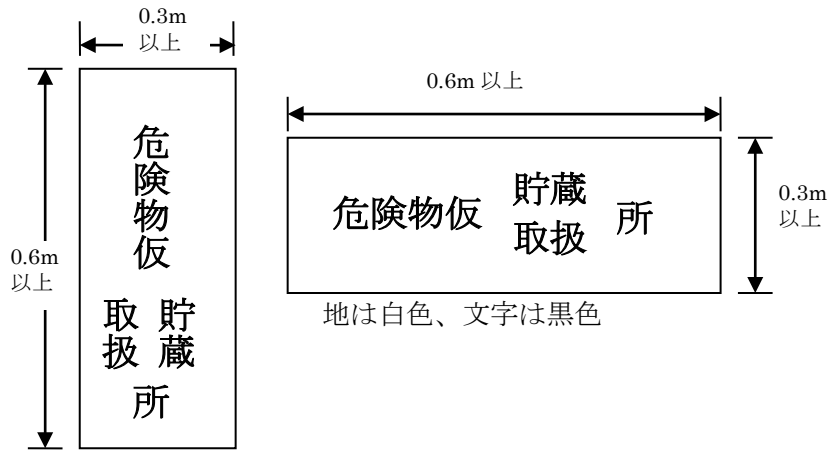 0.3m
以上
0.6m
以上
危険物仮
貯蔵
取扱
所
0.6m 以上
0.3m
以上
危険物仮
貯蔵
取扱
所
地は白色、文字は黒色